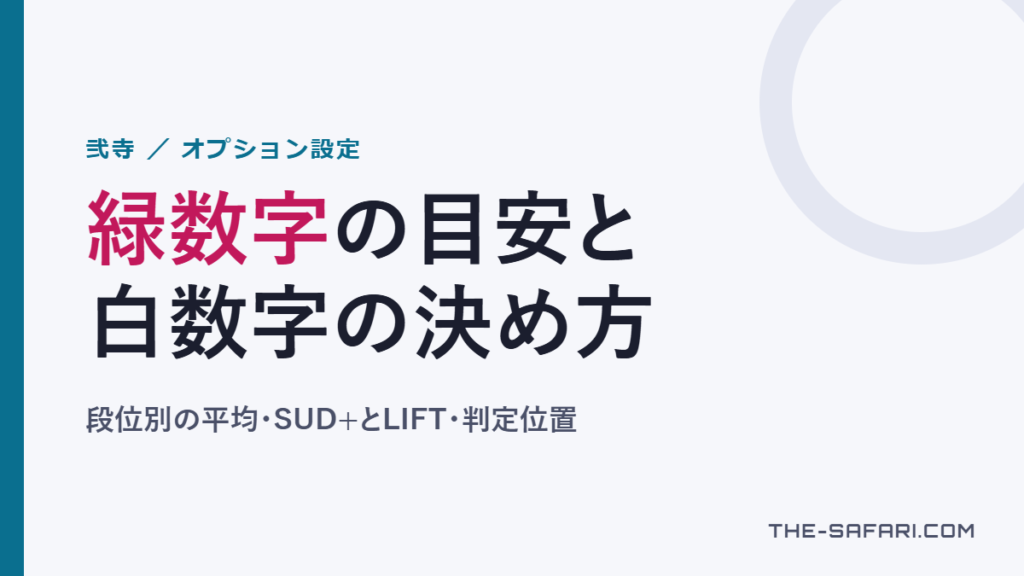 弐寺 ／ オプション設定
緑数字の目安と
白数字の決め方
段位別の平均・SUD+とLIFT・判定位置
THE-SAFARI.COM